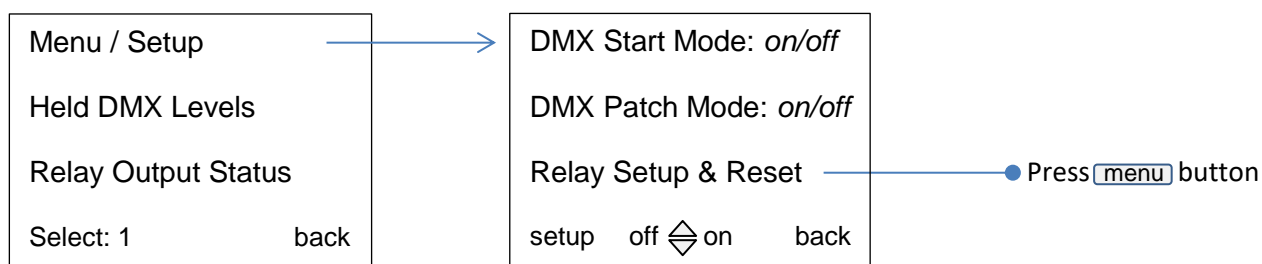 Menu / Setup
Held DMX Levels
Relay Output Status
Select: 1 back
DMX Start Mode: on/off
DMX Patch Mode: on/off
Relay Setup & Reset
setup off on back
Press menu button